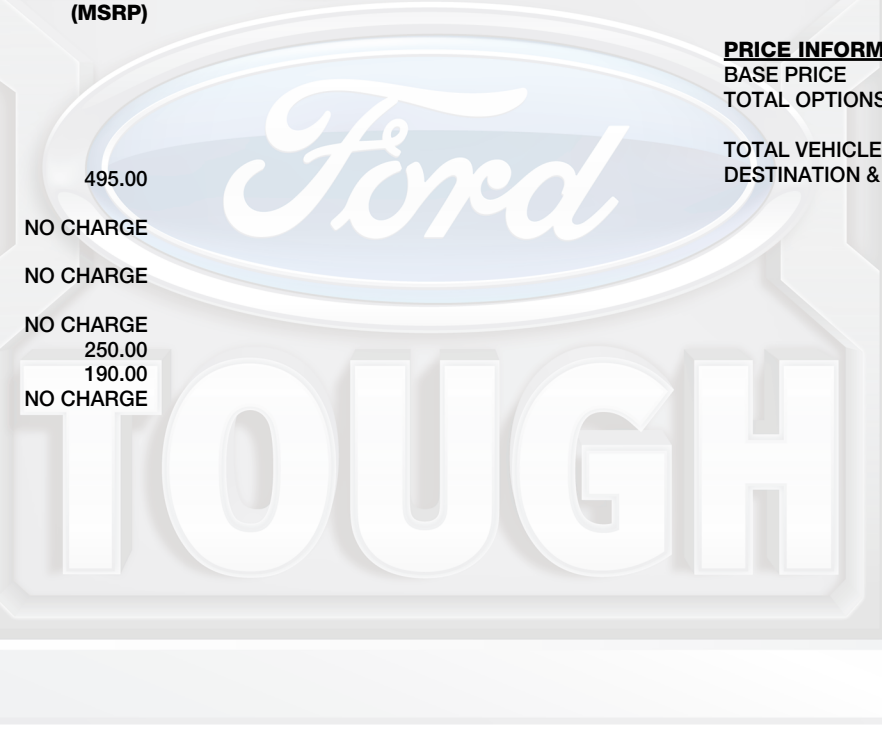 (MSRP)
495.00
NO CHARGE
NO CHARGE
NO CHARGE
250.00
190.00
NO CHARGE
PRICE INFORM
BASE PRICE
TOTAL OPTIONS
TOTAL VEHICLE
DESTINATION &
Ford
TOUGH